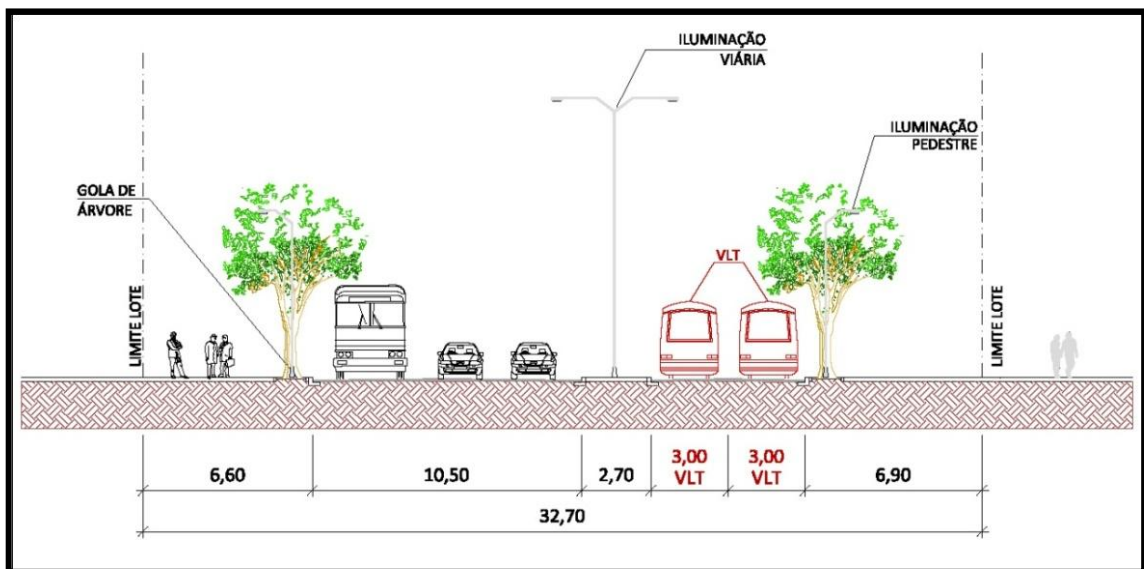 ILUMINAÇÃO
VIÁRIA
ILUMINAÇÃO
PEDESTRE
GOLA DE
ÁRVORE
VLT
LIMITE LOTE
LIMITE LOTE
6,60
10,50
2,70
3,00
VLT
3,00
VLT
6,90
32,70